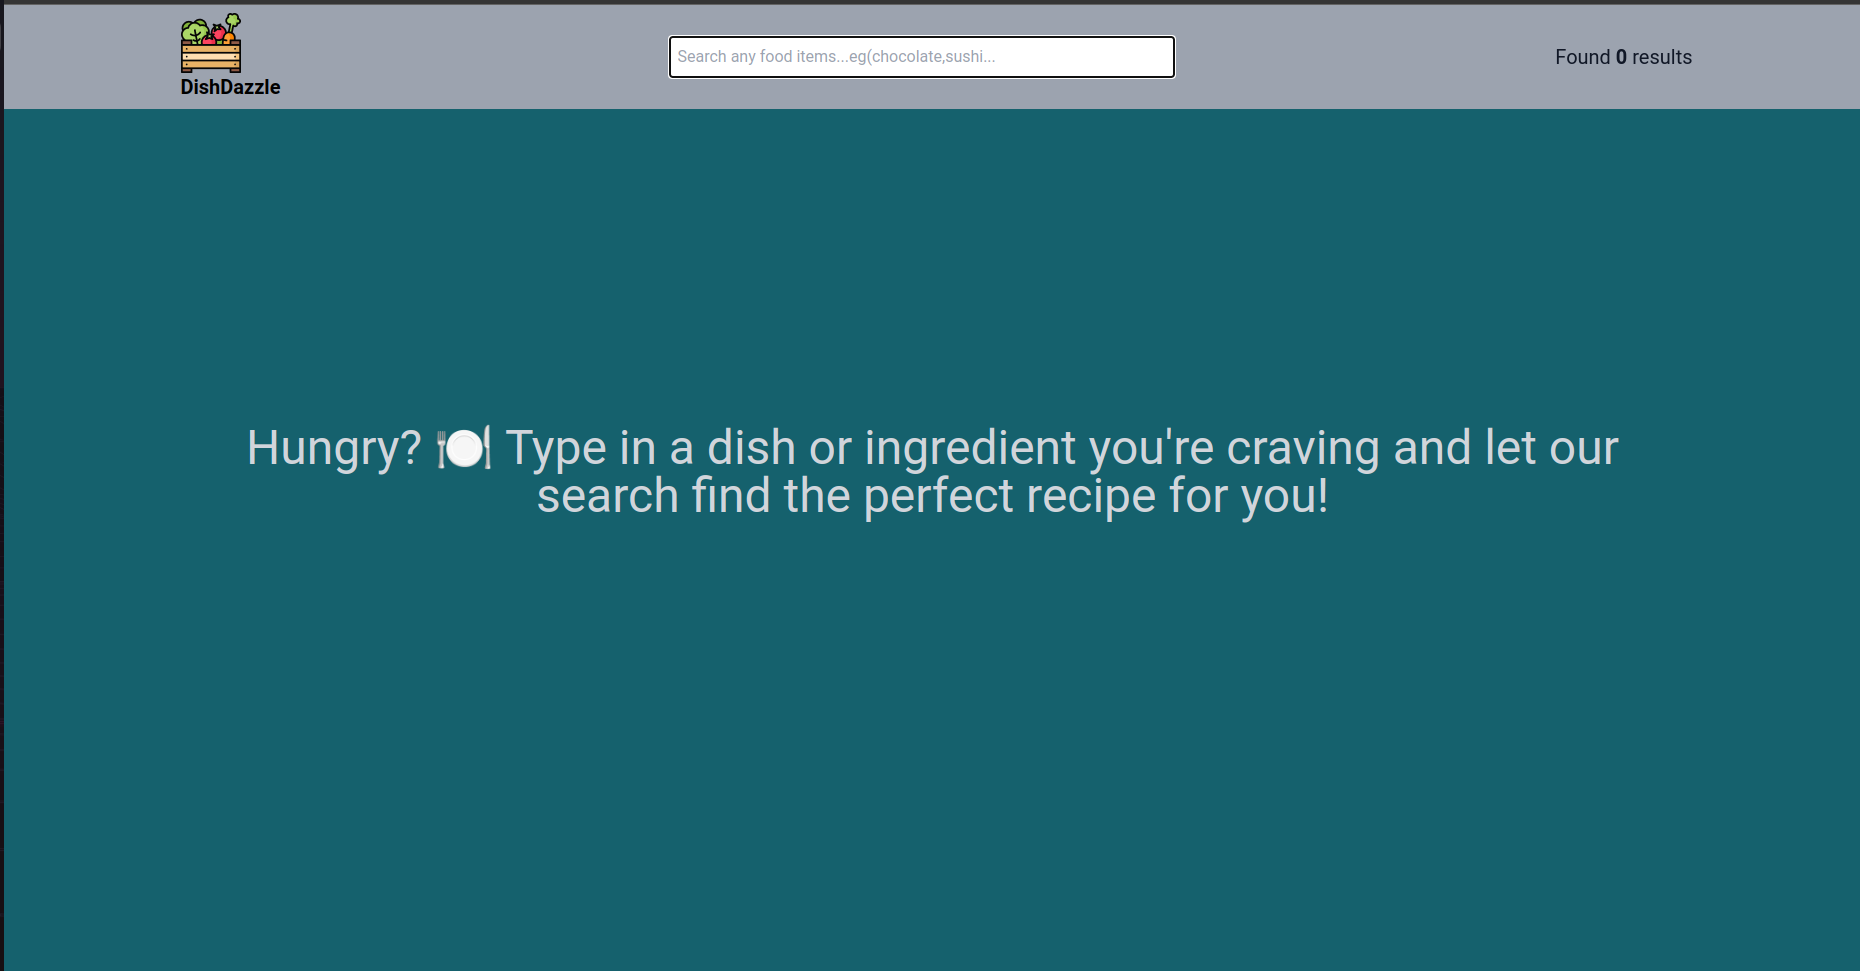 DishDazzle
Search any food items...eg(chocolate,sushi...
Found 0 results
Hungry? 🍽️ Type in a dish or ingredient you're craving and let our
search find the perfect recipe for you!